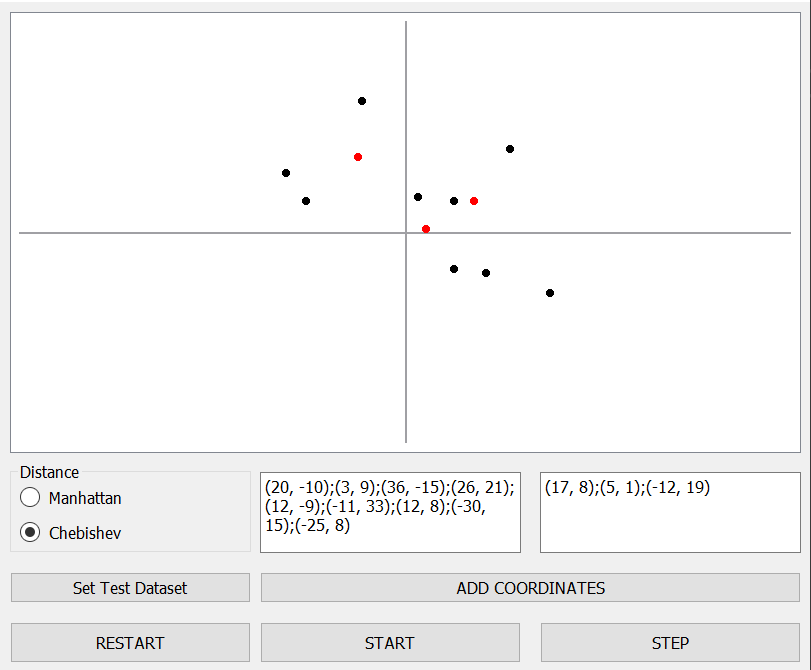 Distance
Manhattan
Chebishev
(20, -10);(3, 9);(36, -15);(26, 21);
(12, -9);(-11, 33);(12, 8);(-30,
15);(-25, 8)
(17, 8);(5, 1);(-12, 19)
Set Test Dataset
ADD COORDINATES
RESTART
START
STEP